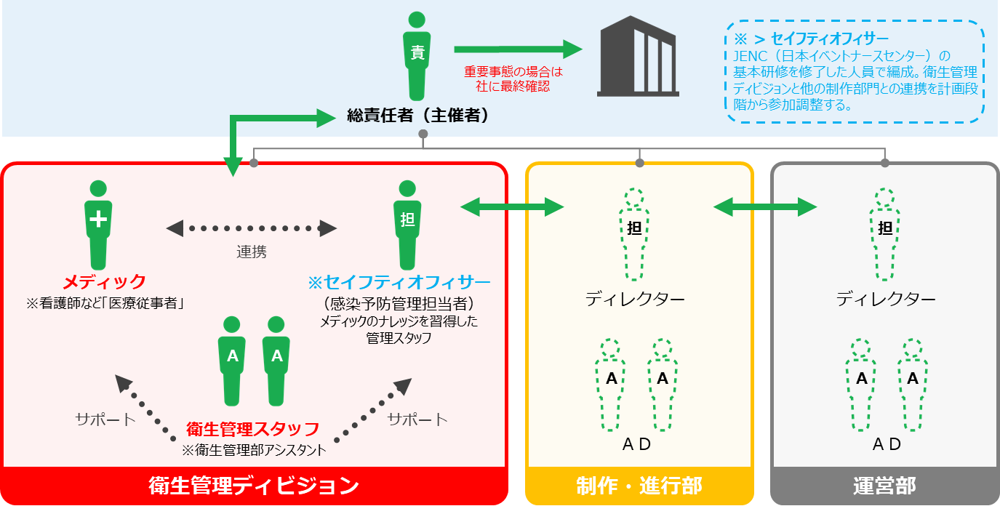 責
重要事態の場合は
社に最終確認
総責任者（主催者）
※ > セイフティオフィサー
JENC（日本イベントナースセンター）の
基本研修を修了した人員で編成。衛生管理
ディビジョンと他の制作部門との連携を計画段
階から参加調整する。
連携
メディック
※看護師など「医療従事者」
担
※セイフティオフィサー
（感染予防管理担当者）
メディックのナレッジを習得した
管理スタッフ
A A
サポート
サポート
衛生管理スタッフ
※衛生管理部アシスタント
衛生管理ディビジョン
担
ディレクター
A A
ＡＤ
制作・進行部
担
ディレクター
A A
ＡＤ
運営部